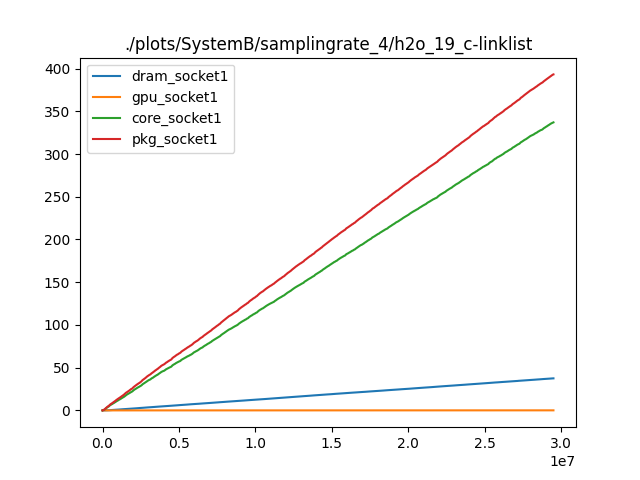 ./plots/SystemB/samplingrate_4/h2o_19_c-linklist
dram_socket1
gpu_socket1
core_socket1
pkg_socket1
400
350
300
250
200
150
100
50
0
0.0 0.5 1.0 1.5 2.0 2.5 3.0
1e7